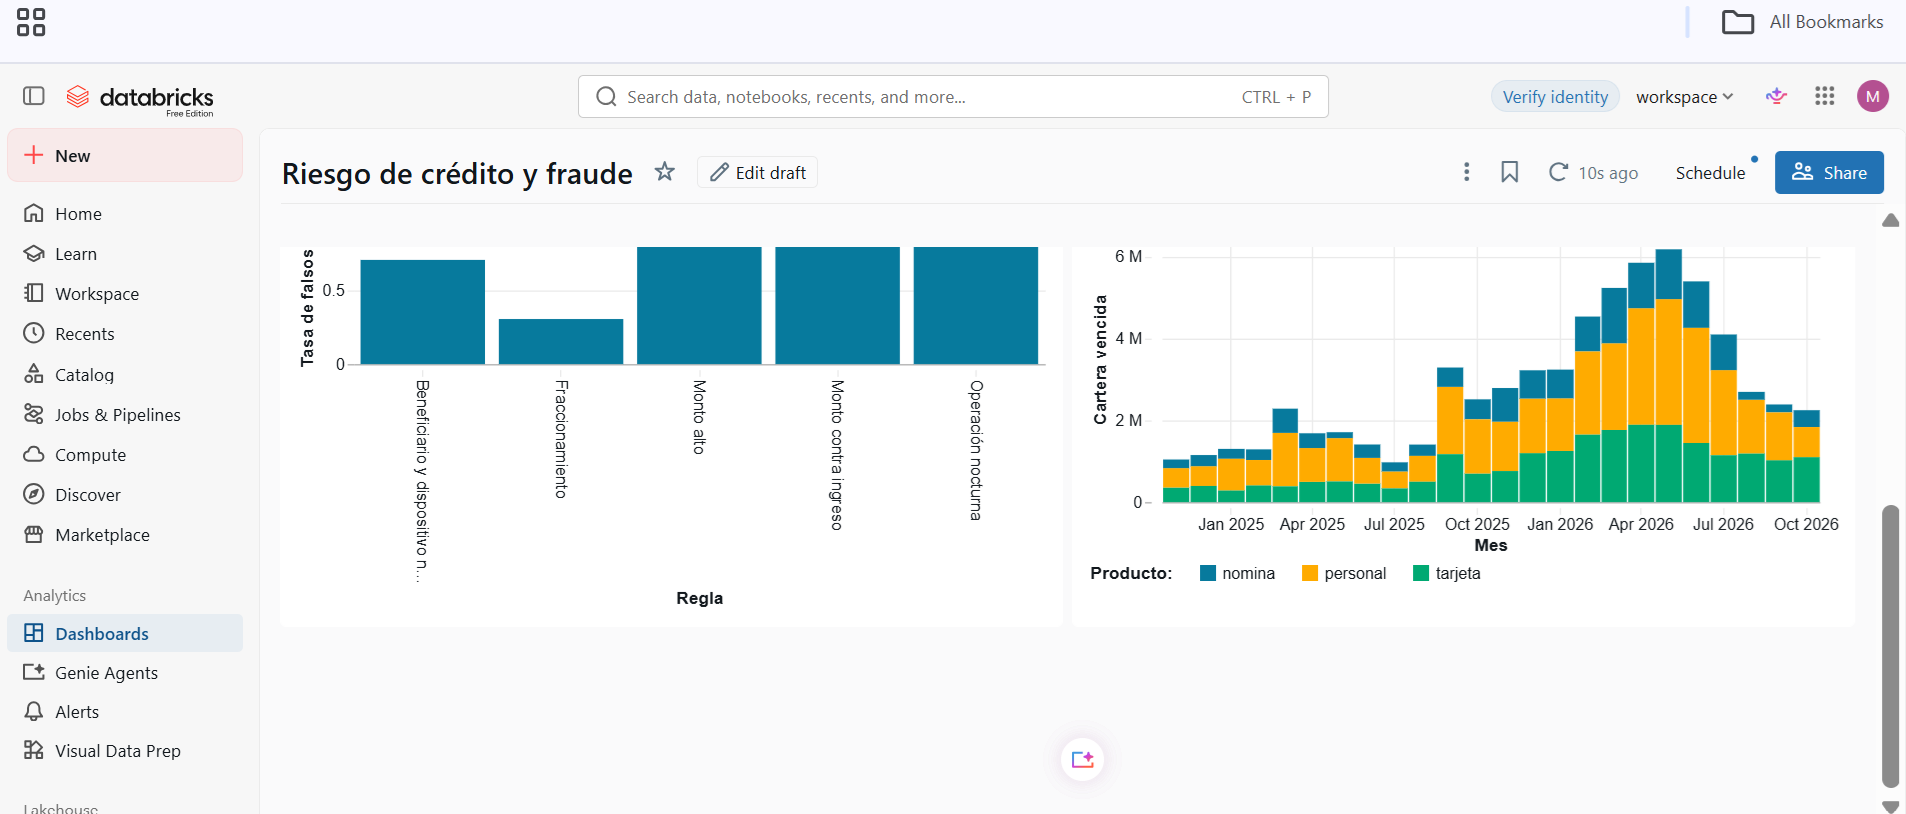 All Bookmarks
databricks
Free Edition
Search data, notebooks, recents, and more...
CTRL + P
Verify identity
workspace
M
New
Home
Learn
Workspace
Recents
Catalog
Jobs & Pipelines
Compute
Discover
Marketplace
Analytics
Dashboards
Genie Agents
Alerts
Visual Data Prep
Lakehouse
Riesgo de crédito y fraude
Edit draft
10s ago
Schedule
Share
Tasa de falsos
0.5
0
Beneficiario y dispositivo n...
Fraccionamiento
Monto alto
Monto contra ingreso
Operación nocturna
Regla
Cartera vencida
6 M
4 M
2 M
0
Jan 2025 Apr 2025 Jul 2025 Oct 2025 Jan 2026 Apr 2026 Jul 2026 Oct 2026
Mes
Producto: nomina personal tarjeta